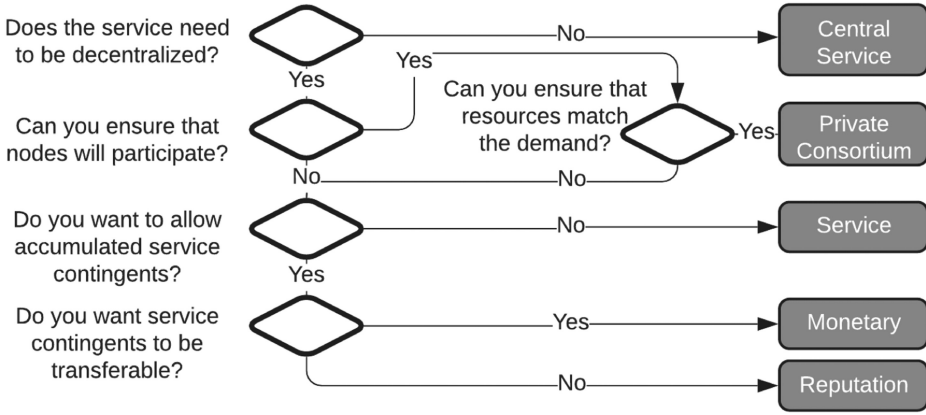 Does the service need
to be decentralized?
No
Central
Service
Yes
Yes
Can you ensure that
nodes will participate?
Can you ensure that
resources match
the demand?
Yes
Private
Consortium
No
No
Do you want to allow
accumulated service
contingents?
No
Service
Yes
Do you want service
contingents to be
transferable?
Yes
Monetary
No
Reputation